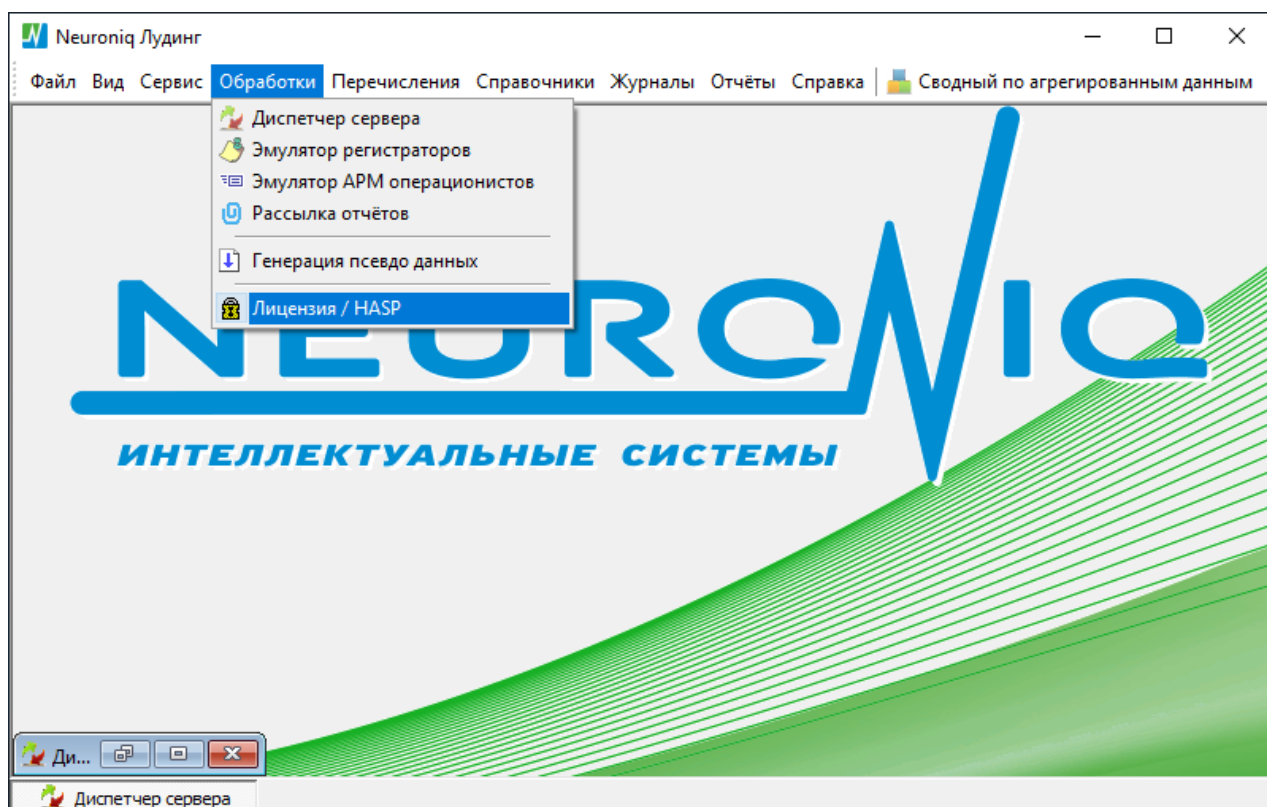 Neuroniq Лудинг
Файл Вид Сервис Обработки Перечисления Справочники Журналы Отчёты Справка Сводный по агрегированным данным
Диспетчер сервера
Эмулятор регистраторов
Эмулятор АРМ операционистов
Рассылка отчётов
Генерация псевдо данных
Лицензия / HASP
NEURONIQ
ИНТЕЛЛЕКТУАЛЬНЫЕ СИСТЕМЫ
Ди...
Диспетчер сервера